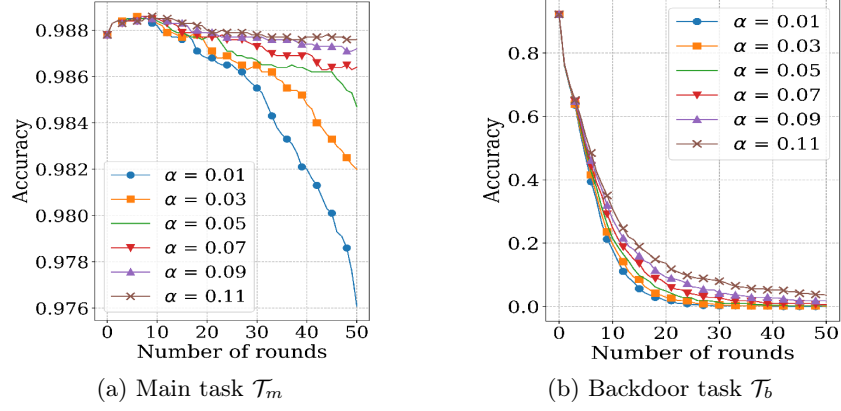 0.988
0.986
0.984
0.982
0.980
0.978
0.976
Accuracy
0 10 20 30 40 50
Number of rounds
α = 0.01
α = 0.03
α = 0.05
α = 0.07
α = 0.09
α = 0.11
(a) Main task 𝒯m
0.8
0.6
0.4
0.2
0.0
Accuracy
0 10 20 30 40 50
Number of rounds
α = 0.01
α = 0.03
α = 0.05
α = 0.07
α = 0.09
α = 0.11
(b) Backdoor task 𝒯b